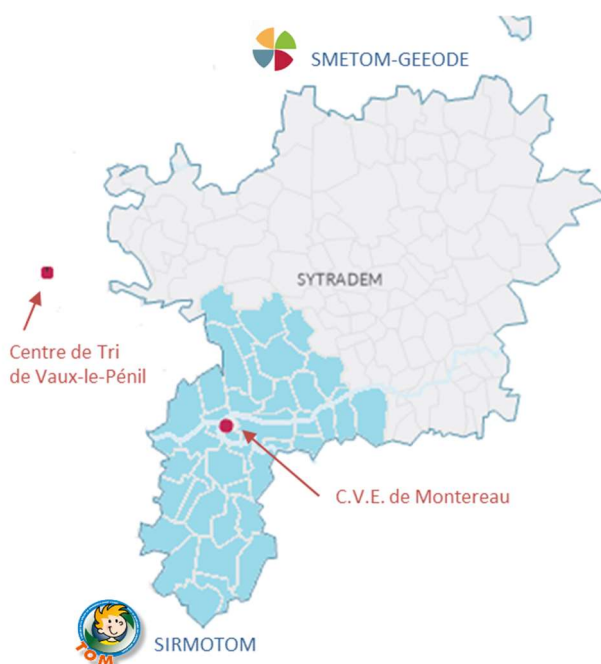 SMETOM-GEEODE
SYTRADEM
Centre de Tri
de Vaux-le-Pénil
C.V.E. de Montereau
TOM
SIRMOTOM